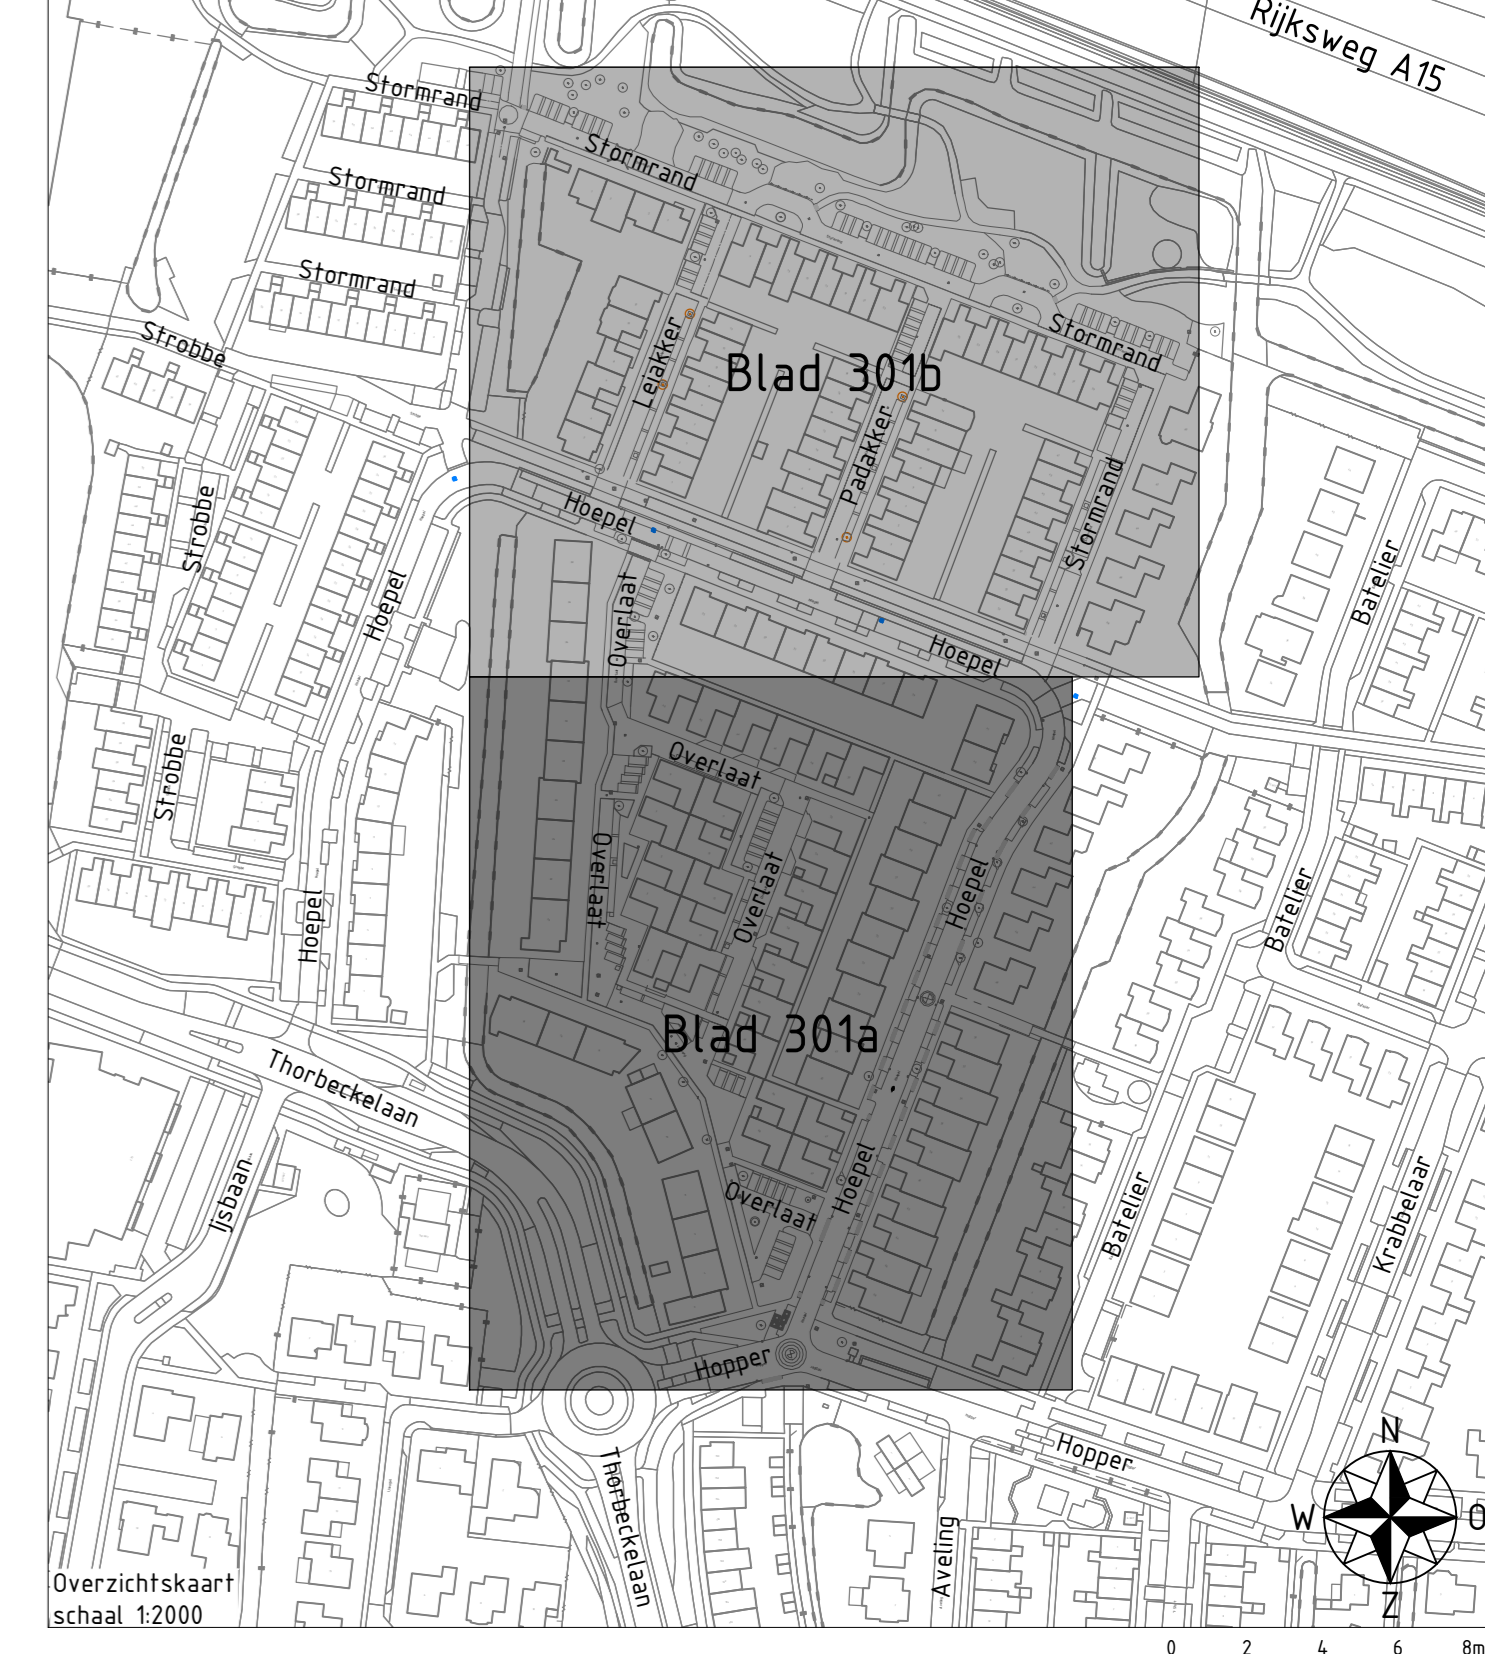 Rijksweg A15
Stormrand
Stormrand
Stormrand
Stormrand
Strobbe
Leiakker
Blad 301b
Stormrand
Padakker
Hoepel
Stormrand
Strobbe
Hoepel
Overlaat
Batelier
Hoepel
Strobbe
Overlaat
Overlaat
Overlaat
Hoepel
Hoepel
Batelier
Blad 301a
Thorbeckelaan
Ijsbaan
Hoepel
Overlaat
Batelier
Krabbelaar
Hopper
Hopper
Thorbeckelaan
Aveling
N
W
O
Z
Overzichtskaart
schaal 1:2000
0 2 4 6 8m